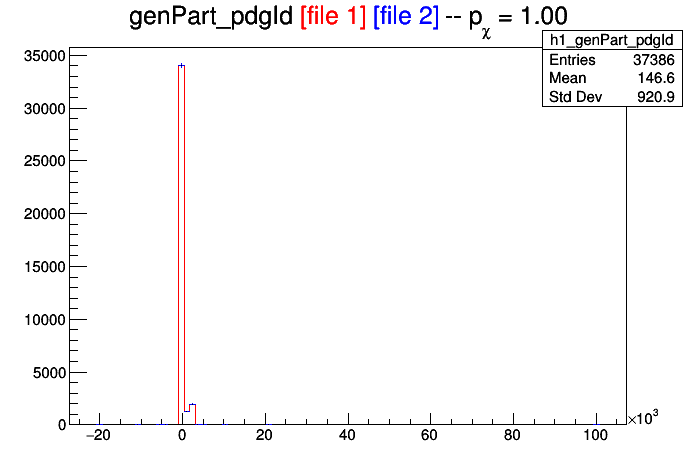 genPart_pdgId [file 1] [file 2] -- pχ = 1.00
h1_genPart_pdgId
Entries 37386
Mean 146.6
Std Dev 920.9
35000
30000
25000
20000
15000
10000
5000
0
−20 0 20 40 60 80 100
×10³